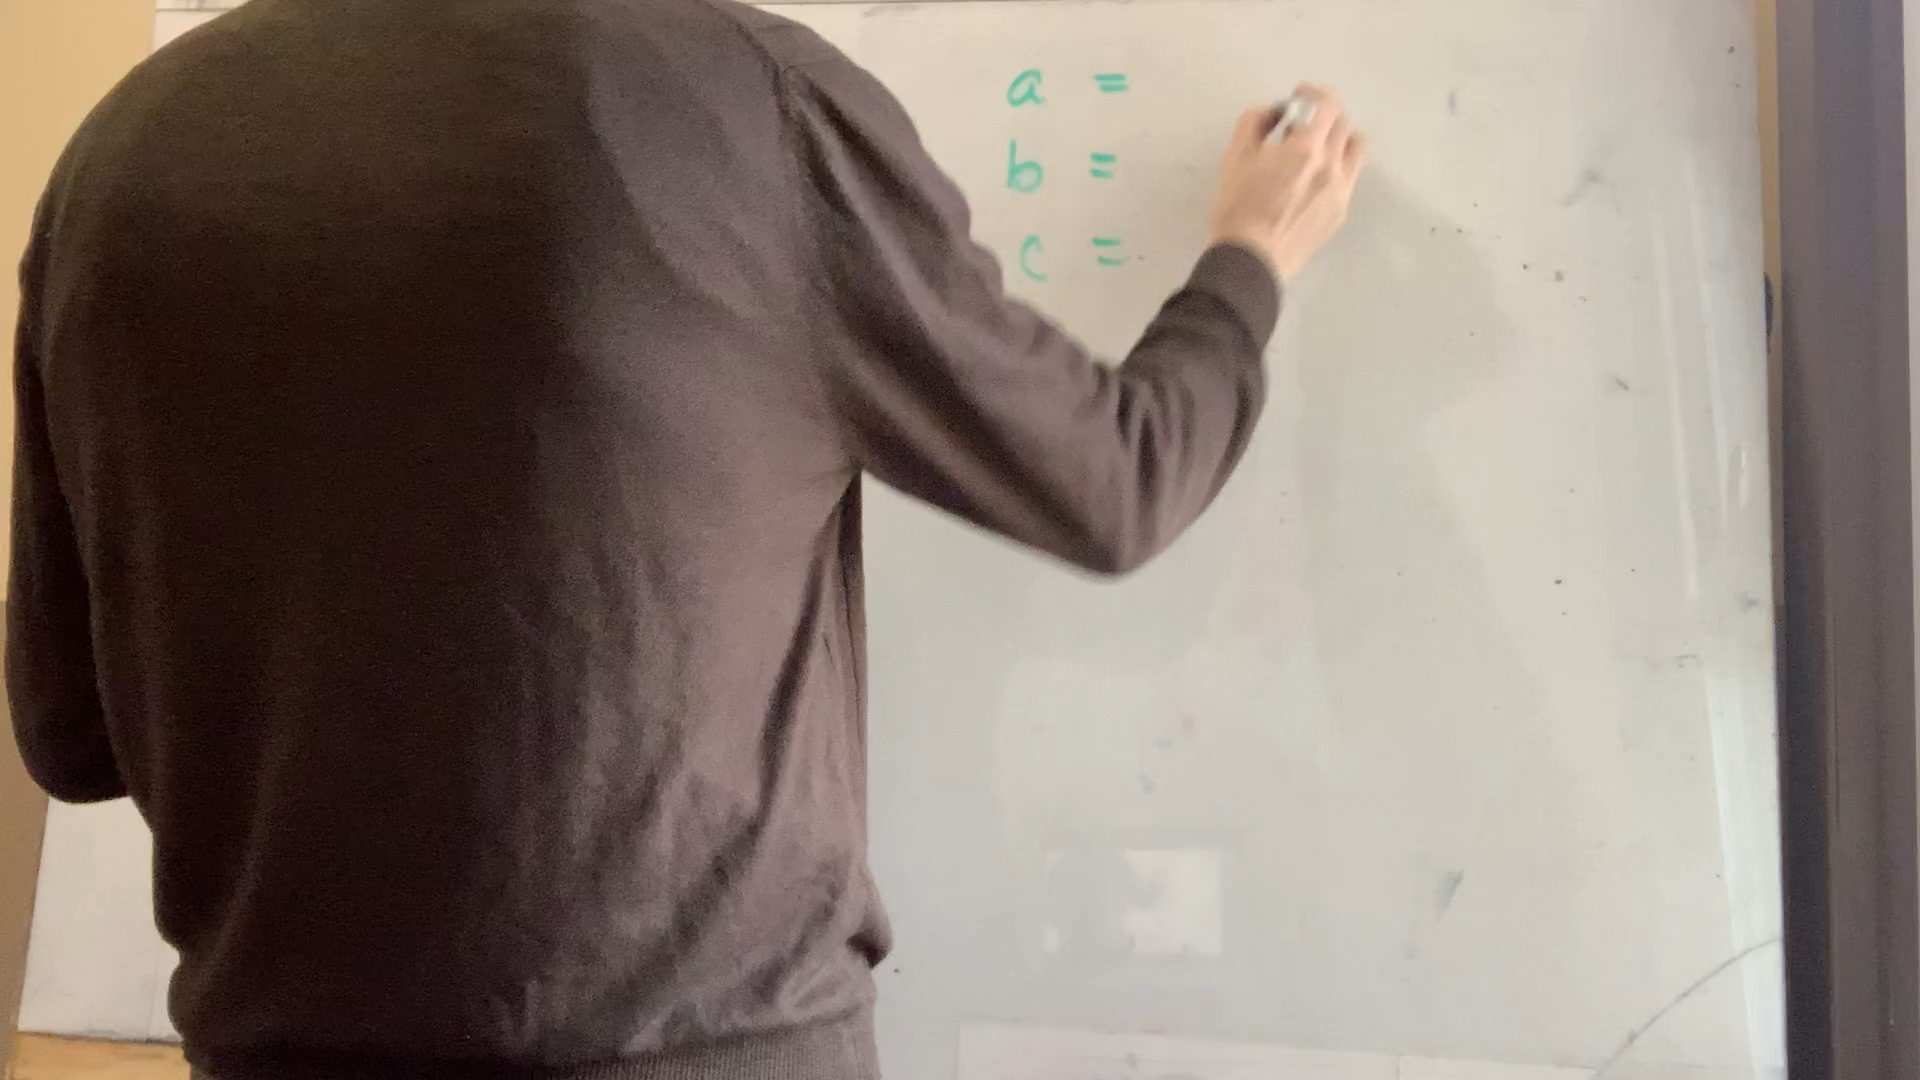 a =
b =
c =